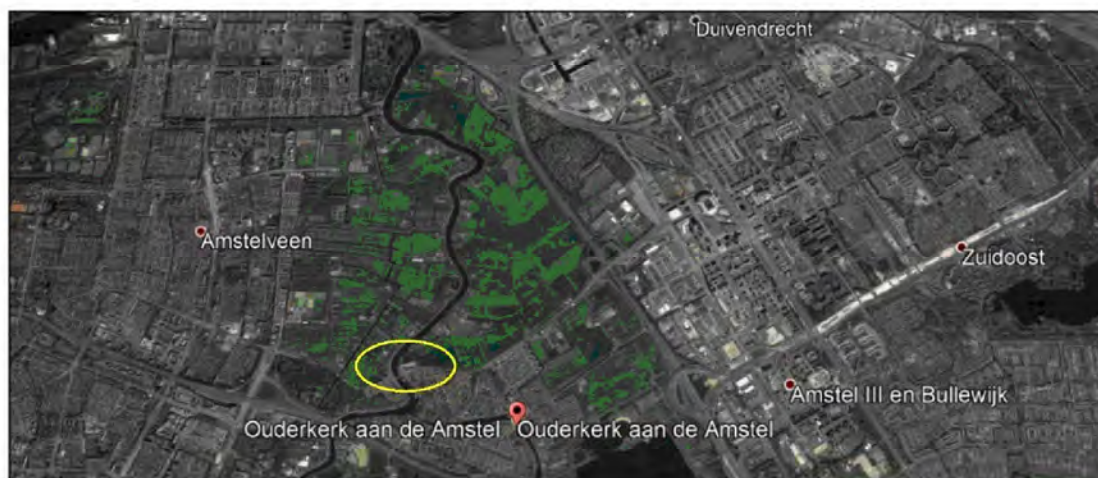 Duivendrecht
Amstelveen
Zuidoost
Amstel III en Bullewijk
Ouderkerk aan de Amstel
Ouderkerk aan de Amstel